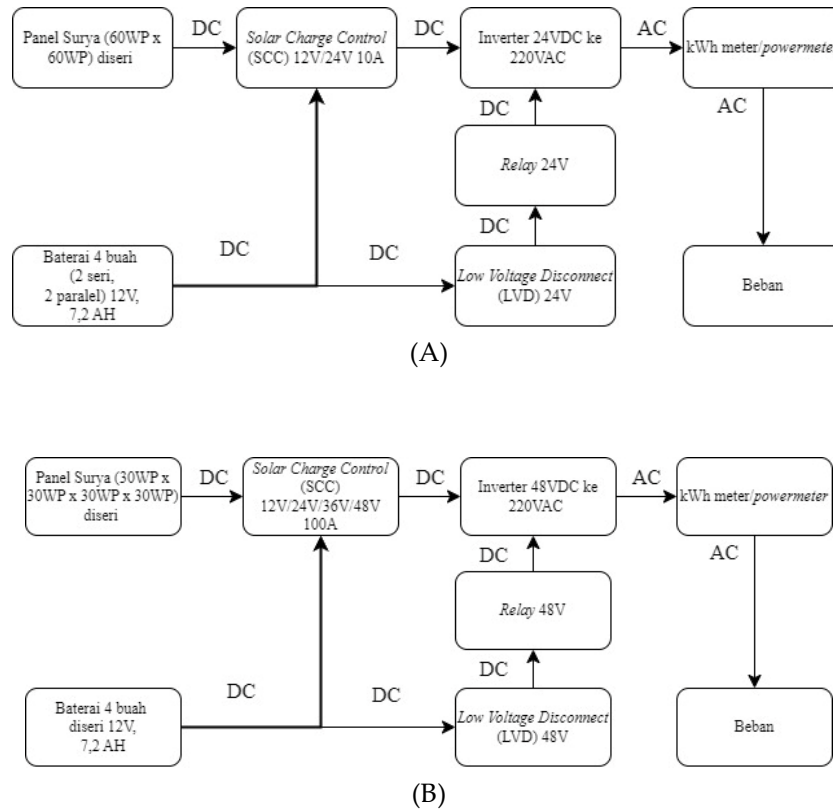 DC
DC
AC
Panel Surya (60WP x
60WP) diseri
Solar Charge Control
(SCC) 12V/24V 10A
Inverter 24VDC ke
220VAC
kWh meter/powermeter
DC
AC
Relay 24V
DC
DC
DC
Baterai 4 buah
(2 seri,
2 paralel) 12V,
7,2 AH
Low Voltage Disconnect
(LVD) 24V
Beban
(A)
DC
DC
AC
Panel Surya (30WP x
30WP x 30WP x 30WP)
diseri
Solar Charge Control
(SCC)
12V/24V/36V/48V
100A
Inverter 48VDC ke
220VAC
kWh meter/powermeter
DC
AC
Relay 48V
DC
DC
DC
Baterai 4 buah
diseri 12V,
7,2 AH
Low Voltage Disconnect
(LVD) 48V
Beban
(B)